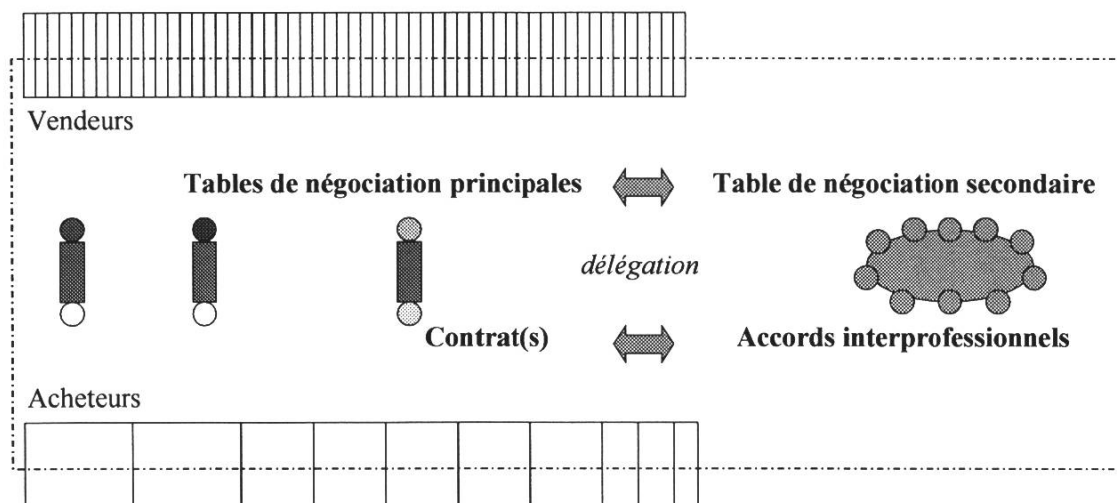 Vendeurs
Tables de négociation principales
Table de négociation secondaire
délégation
Contrat(s)
Accords interprofessionnels
Acheteurs